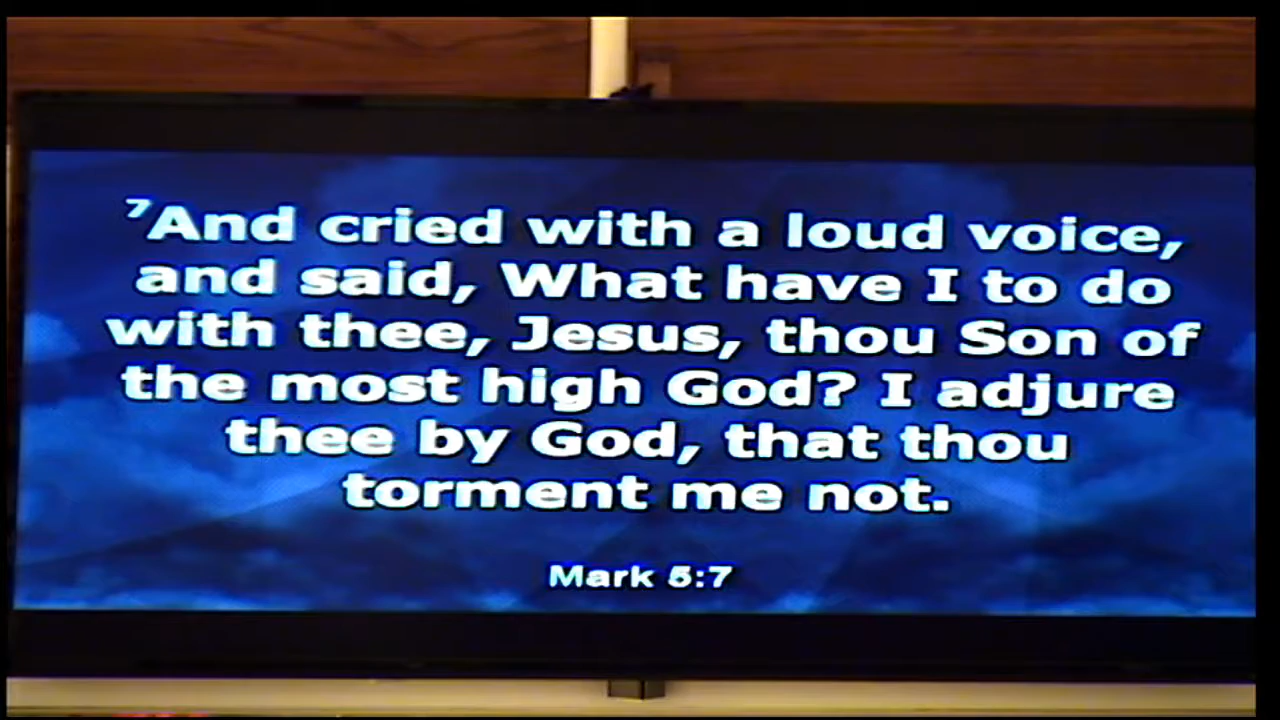 ⁷And cried with a loud voice,
and said, What have I to do
with thee, Jesus, thou Son of
the most high God? I adjure
thee by God, that thou
torment me not.
Mark 5:7